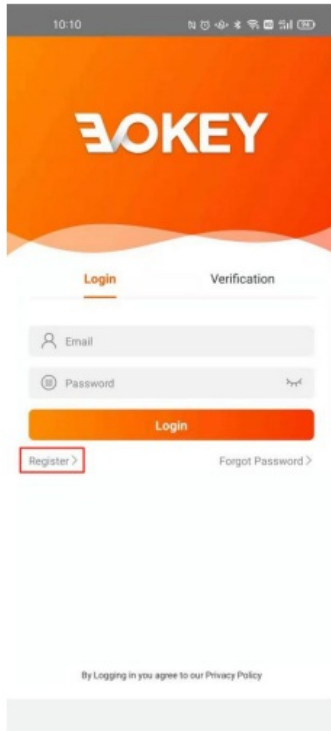 10:10
EOKEY
Login Verification
Email
Password
Login
Register > Forgot Password >
By Logging in you agree to our Privacy Policy